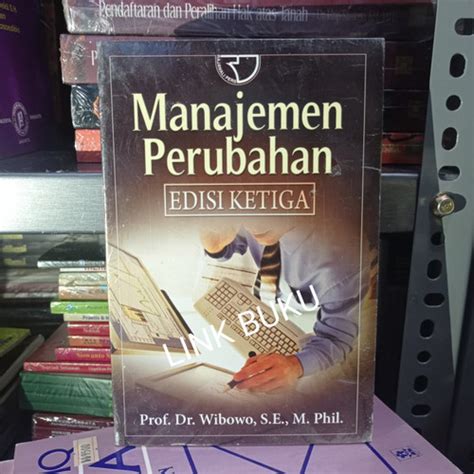 Pendaftaran dan Peralihan Hak atas Tanah
Manajemen
Perubahan
EDISI KETIGA
LINK BUKU
Prof. Dr. Wibowo, S.E., M. Phil.